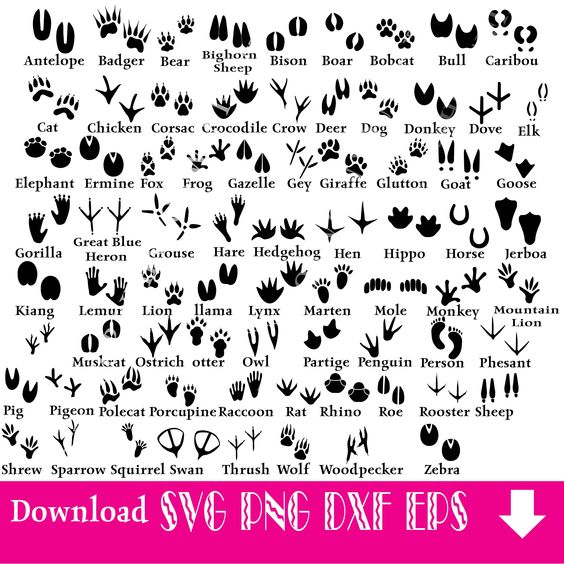 Antelope Badger Bear Bighorn Sheep Bison Boar Bobcat Bull Caribou
Cat Chicken Corsac Crocodile Crow Deer Dog Donkey Dove Elk
Elephant Ermine Fox Frog Gazelle Gey Giraffe Glutton Goat Goose
Gorilla Great Blue Heron Grouse Hare Hedgehog Hen Hippo Horse Jerboa
Kiang Lemur Lion llama Lynx Marten Mole Monkey Mountain Lion
Muskrat Ostrich otter Owl Partige Penguin Person Phesant
Pig Pigeon Polecat Porcupine Raccoon Rat Rhino Roe Rooster Sheep
Shrew Sparrow Squirrel Swan Thrush Wolf Woodpecker Zebra
Download SVG PNG DXF EPS